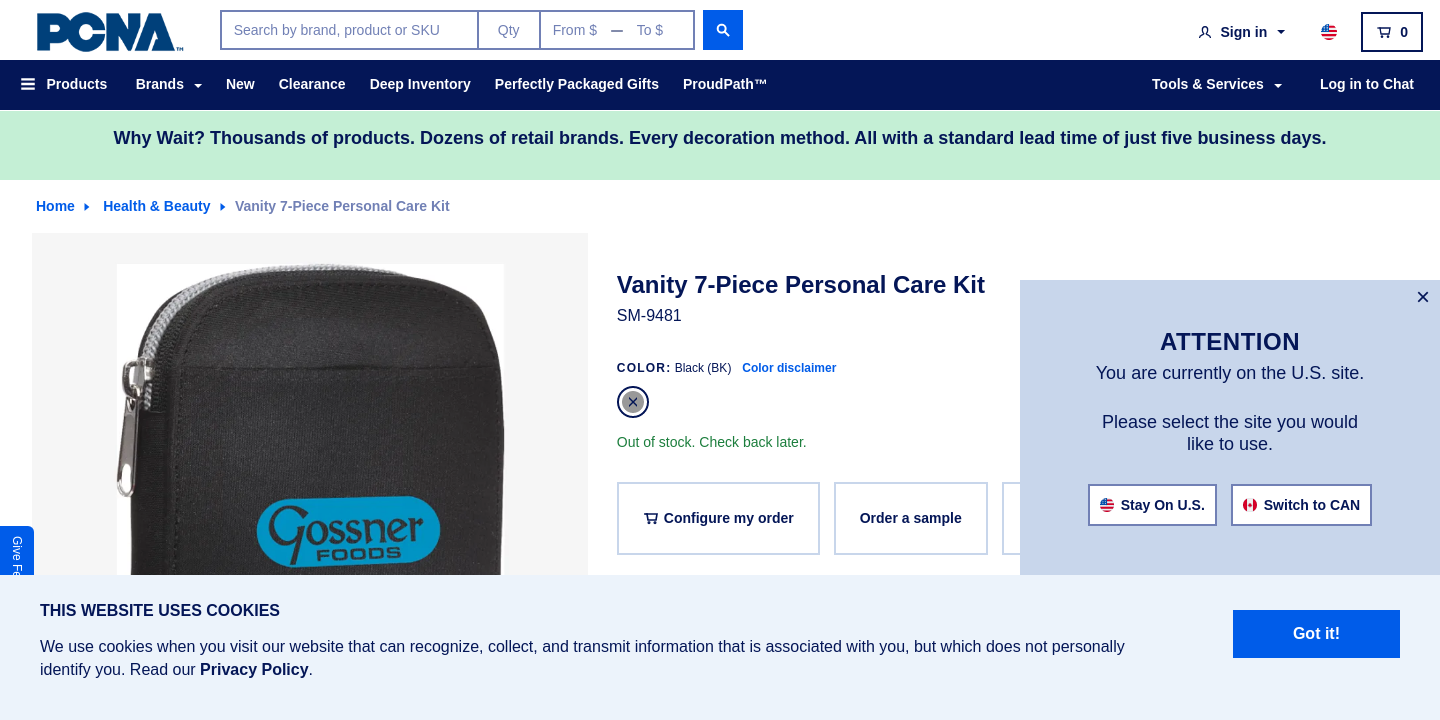 PCNA™
Search by brand, product or SKU
Qty
From $ — To $
Sign in
0
Products
Brands
New
Clearance
Deep Inventory
Perfectly Packaged Gifts
ProudPath™
Tools & Services
Log in to Chat
Why Wait? Thousands of products. Dozens of retail brands. Every decoration method. All with a standard lead time of just five business days.
Home
Health & Beauty
Vanity 7-Piece Personal Care Kit
Gossner
FOODS
Vanity 7-Piece Personal Care Kit
SM-9481
COLOR: Black (BK) Color disclaimer
Out of stock. Check back later.
Configure my order
Order a sample
ATTENTION
You are currently on the U.S. site.
Please select the site you would
like to use.
Stay On U.S.
Switch to CAN
Give
THIS WEBSITE USES COOKIES
We use cookies when you visit our website that can recognize, collect, and transmit information that is associated with you, but which does not personally
identify you. Read our Privacy Policy.
Got it!